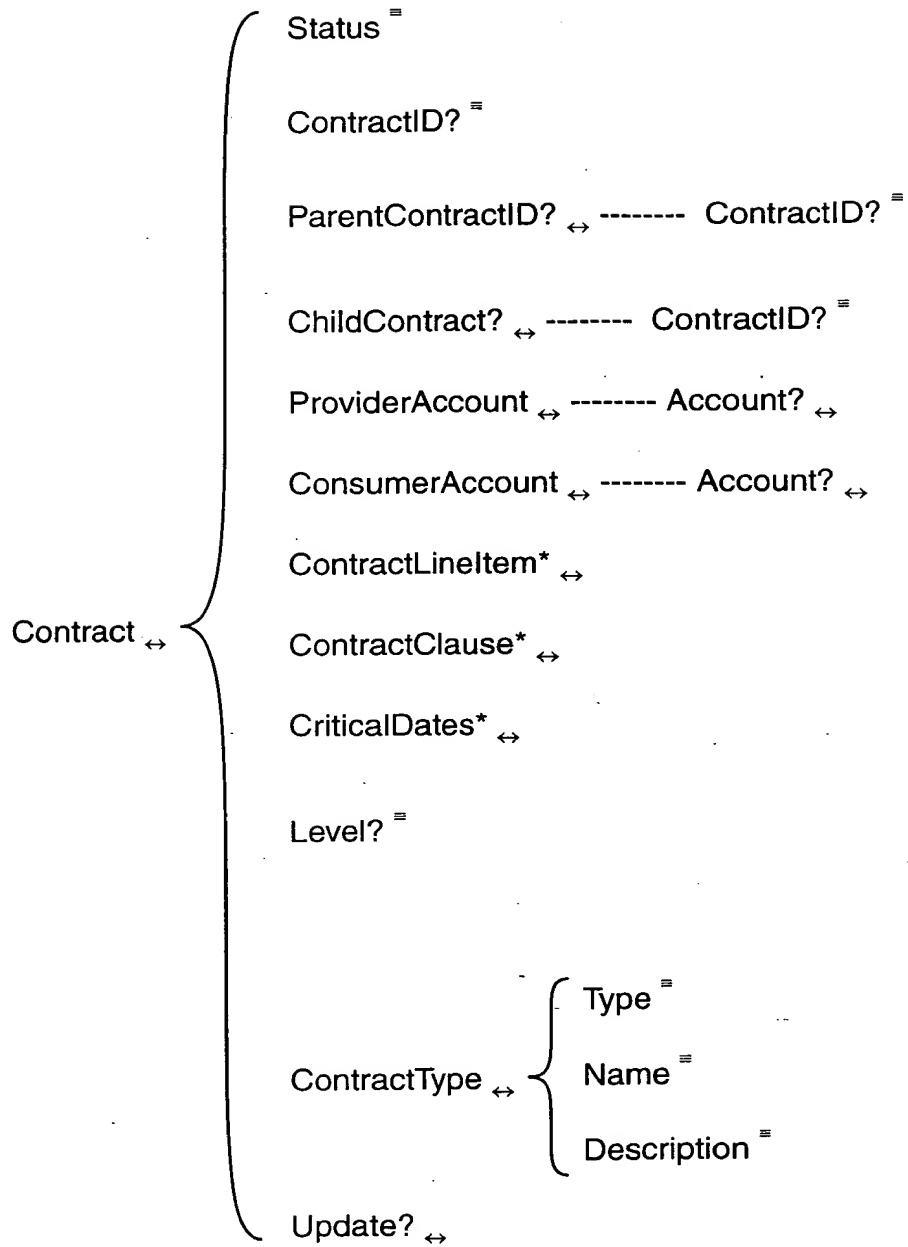 Status ≡
ContractID? ≡
ParentContractID? ↔ -------- ContractID? ≡
ChildContract? ↔ -------- ContractID? ≡
ProviderAccount ↔ -------- Account? ↔
ConsumerAccount ↔ -------- Account? ↔
ContractLineItem* ↔
Contract ↔
ContractClause* ↔
CriticalDates* ↔
Level? ≡
Type ≡
ContractType ↔
Name ≡
Description ≡
Update? ↔